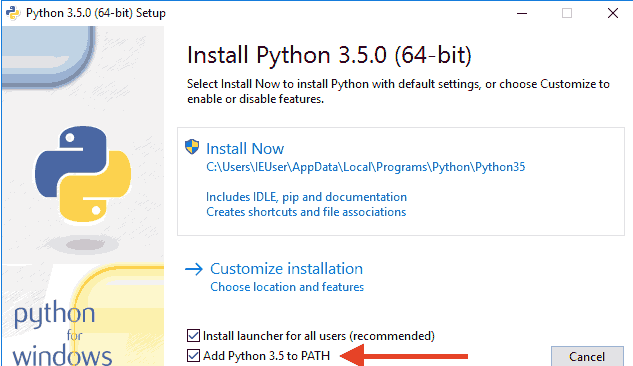 Python 3.5.0 (64-bit) Setup
Install Python 3.5.0 (64-bit)
Select Install Now to install Python with default settings, or choose Customize to
enable or disable features.
Install Now
C:\Users\IEUser\AppData\Local\Programs\Python\Python35
Includes IDLE, pip and documentation
Creates shortcuts and file associations
Customize installation
Choose location and features
python
for
windows
Install launcher for all users (recommended)
Add Python 3.5 to PATH
Cancel